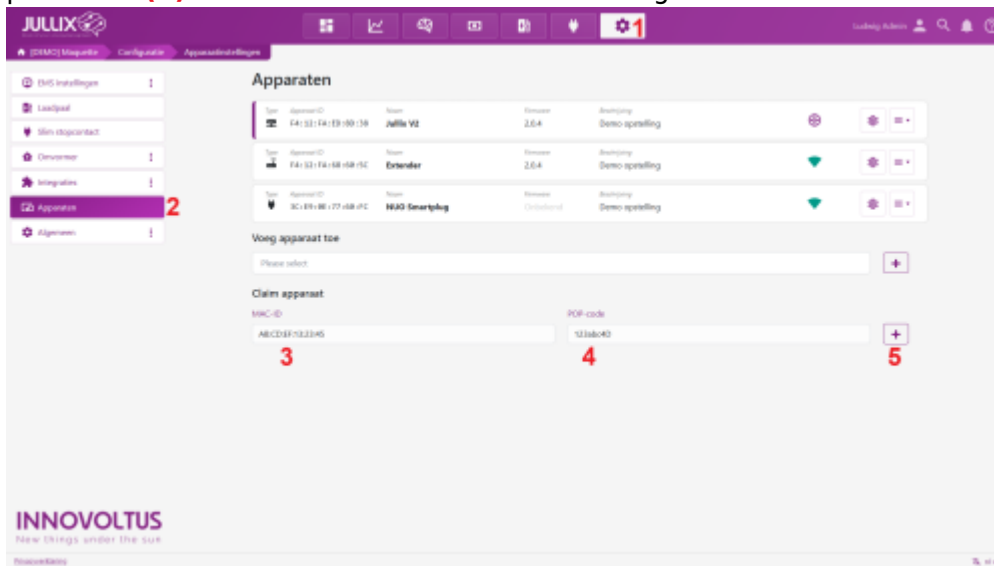 JULLIX
1
Ludwig Admin
[DEMO] Maquette Configuratie Apparaatinstellingen
EMS instellingen
Laadpaal
Slim stopcontact
Omvormer
Integraties
Apparaten
2
Algemeen
Apparaten
Type Apparaat ID Naam Firmware Beschrijving
Jullix V2 2.0.4 Demo opstelling
Type Apparaat ID Naam Firmware Beschrijving
Extender 2.0.4 Demo opstelling
Type Apparaat ID Naam Firmware Beschrijving
NUO Smartplug Onbekend Demo opstelling
Voeg apparaat toe
Please select
+
Claim apparaat
MAC-ID POP-code
+
3 4 5
INNOVOLTUS
New things under the sun
Privacyverklaring